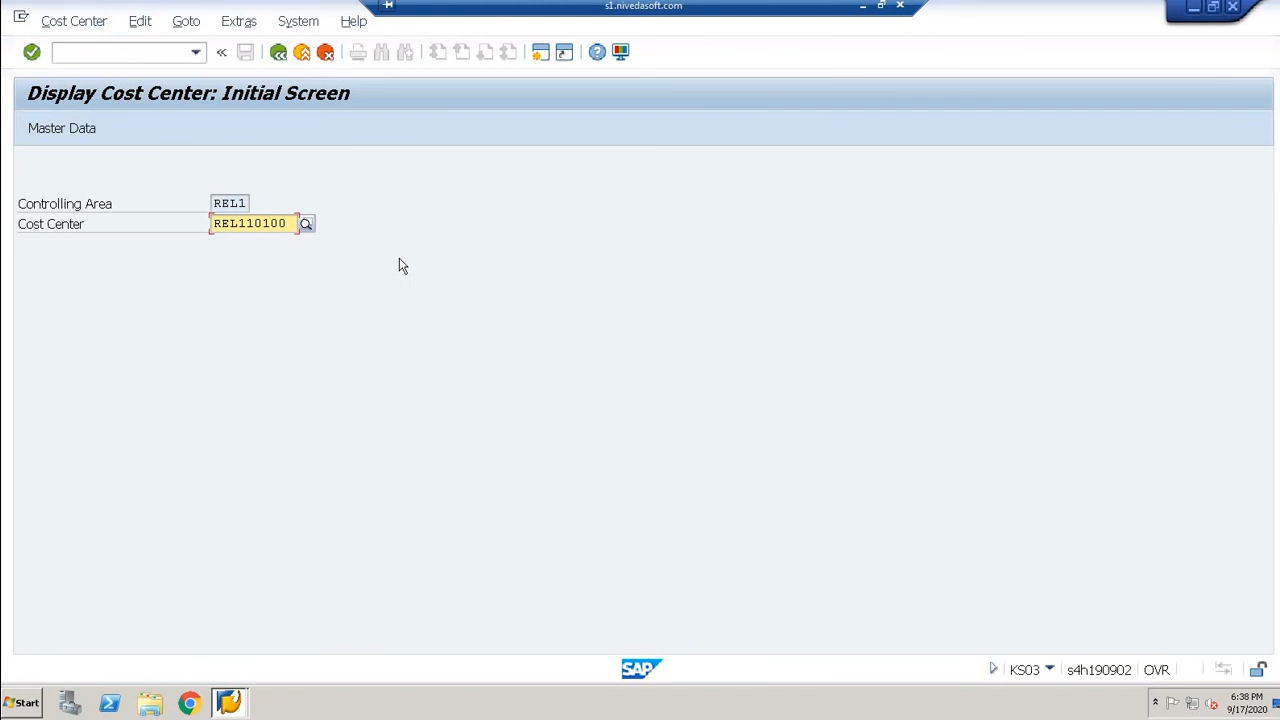 s1.nivedasoft.com
Cost Center Edit Goto Extras System Help
Display Cost Center: Initial Screen
Master Data
Controlling Area REL1
Cost Center REL110100
SAP KS03 s4h190902 OVR
Start 6:38 PM
9/17/2020